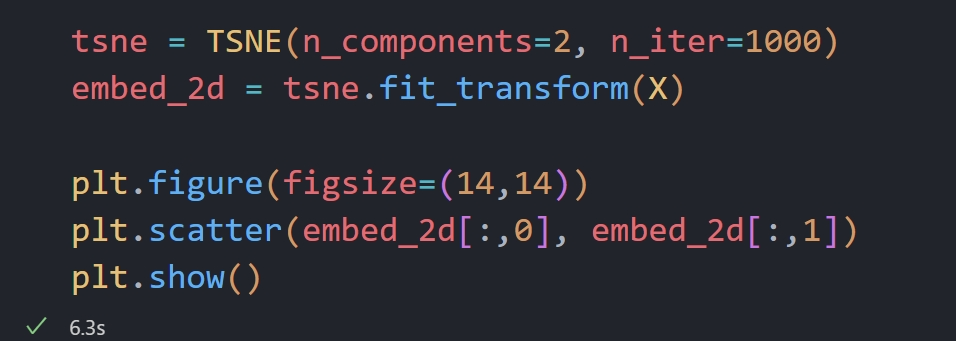 tsne = TSNE(n_components=2, n_iter=1000)
embed_2d = tsne.fit_transform(X)
plt.figure(figsize=(14,14))
plt.scatter(embed_2d[:,0], embed_2d[:,1])
plt.show()
6.3s